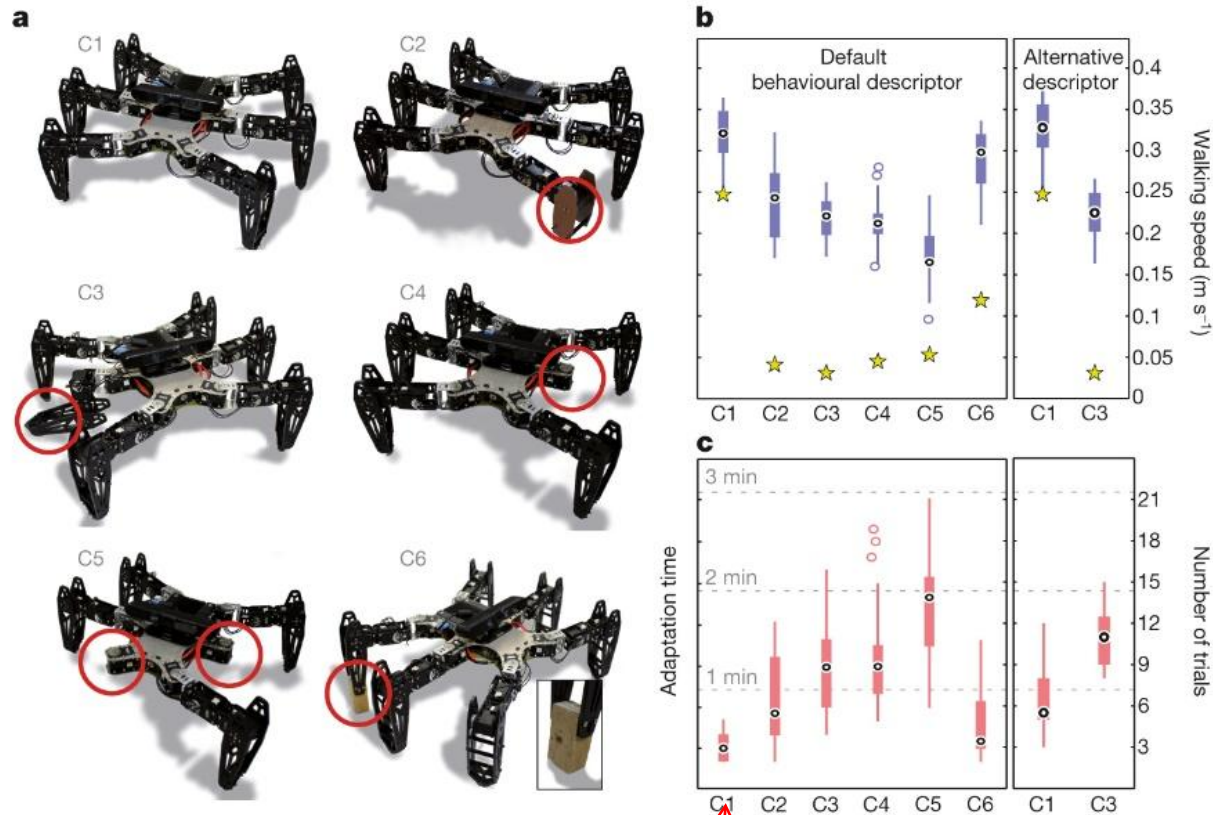 a
C1
C2
C3
C4
C5
C6
b
Default
behavioural descriptor
Alternative
descriptor
0.4
0.35
0.3
0.25
0.2
0.15
0.1
0.05
0
Walking speed (m s⁻¹)
C1 C2 C3 C4 C5 C6 C1 C3
c
3 min
2 min
1 min
Adaptation time
21
18
15
12
9
6
3
Number of trials
C1 C2 C3 C4 C5 C6 C1 C3